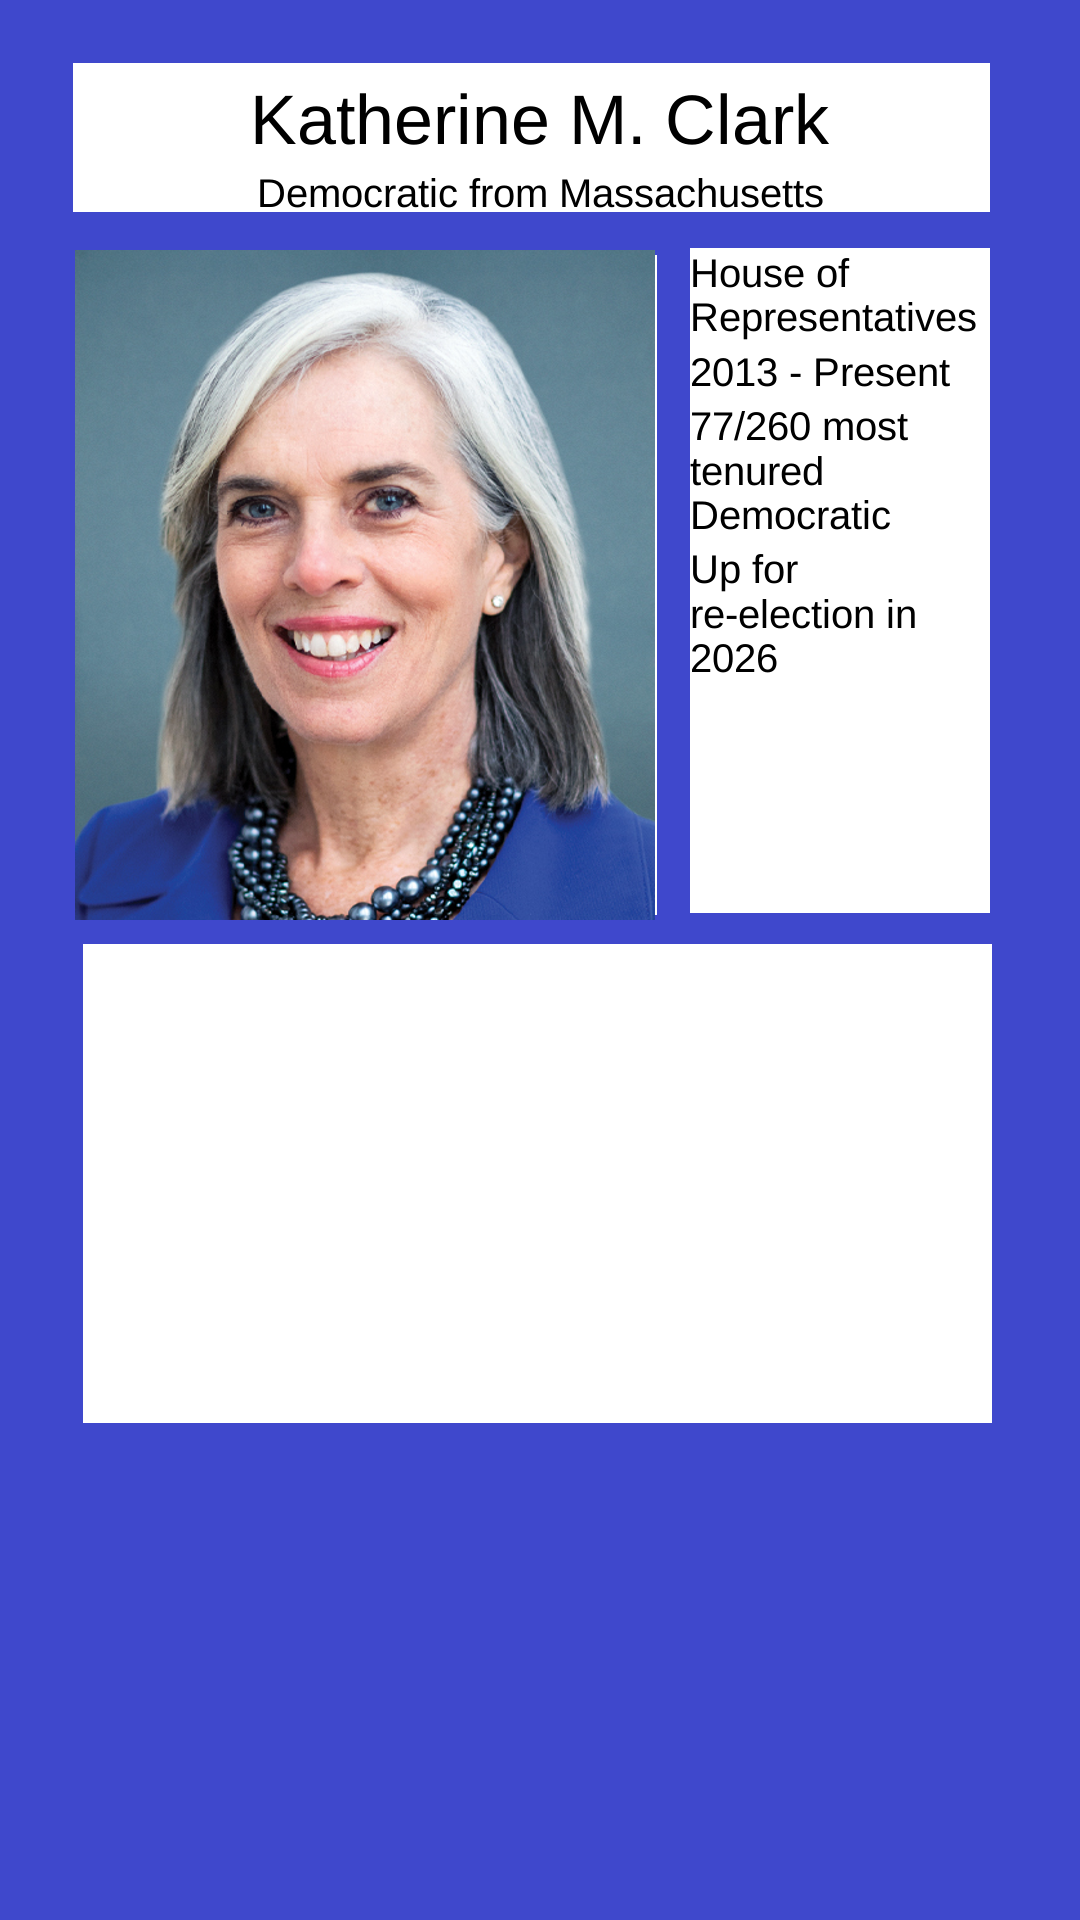 Katherine M. Clark
Democratic from Massachusetts
House of
Representatives
2013 - Present
77/260 most
tenured
Democratic
Up for
re-election in
2026